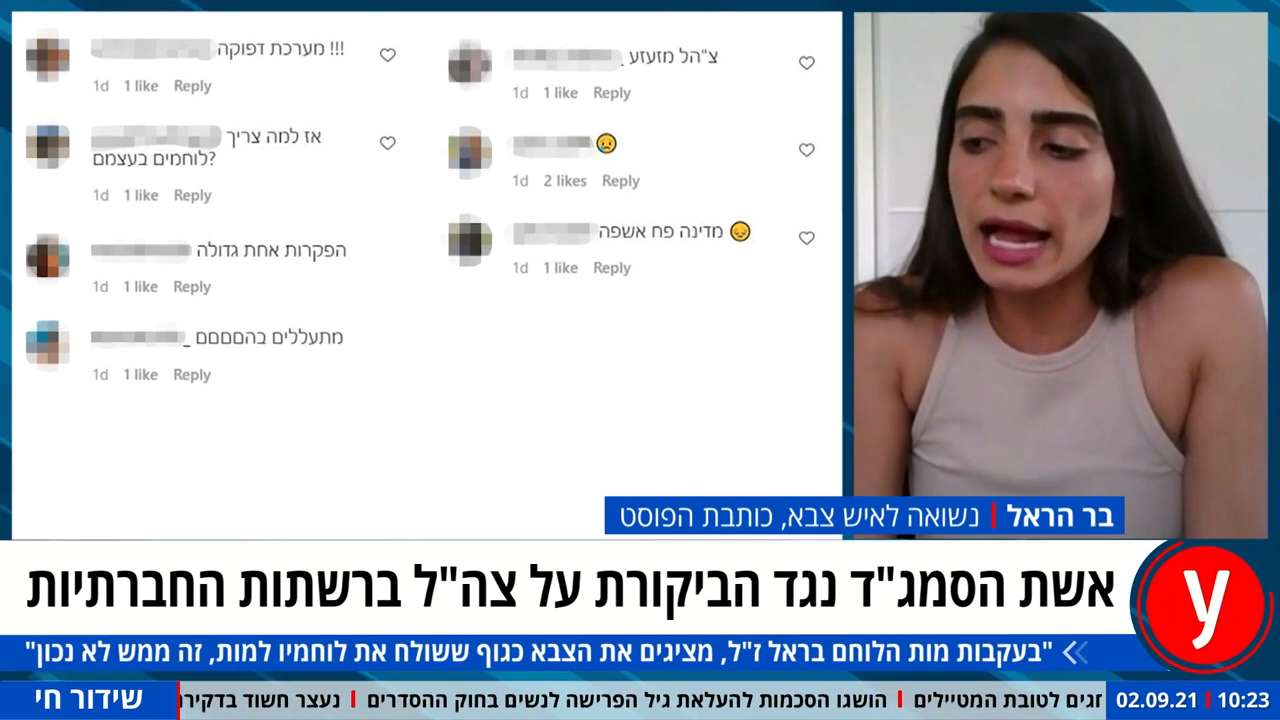 מערכת דפוקה !!!
1d 1 like Reply
אז למה צריך
לוחמים בעצמם?
1d 1 like Reply
הפקרות אחת גדולה
1d 1 like Reply
_ מתעללים בהםםםם
1d 1 like Reply
_ צ"הל מזעזע
1d 1 like Reply
😥
1d 2 likes Reply
מדינה פח אשפה 😞
1d 1 like Reply
בר הראל | נשואה לאיש צבא, כותבת הפוסט
אשת הסמג"ד נגד הביקורת על צה"ל ברשתות החברתיות
y
"בעקבות מות הלוחם בראל ז"ל, מציגים את הצבא כגוף ששולח את לוחמיו למות, זה ממש לא נכון"
10:23 | 02.09.21
זגים לטובת המטיילים | הושגו הסכמות להעלאת גיל הפרישה לנשים בחוק ההסדרים | נעצר חשוד בדקיר
שידור חי